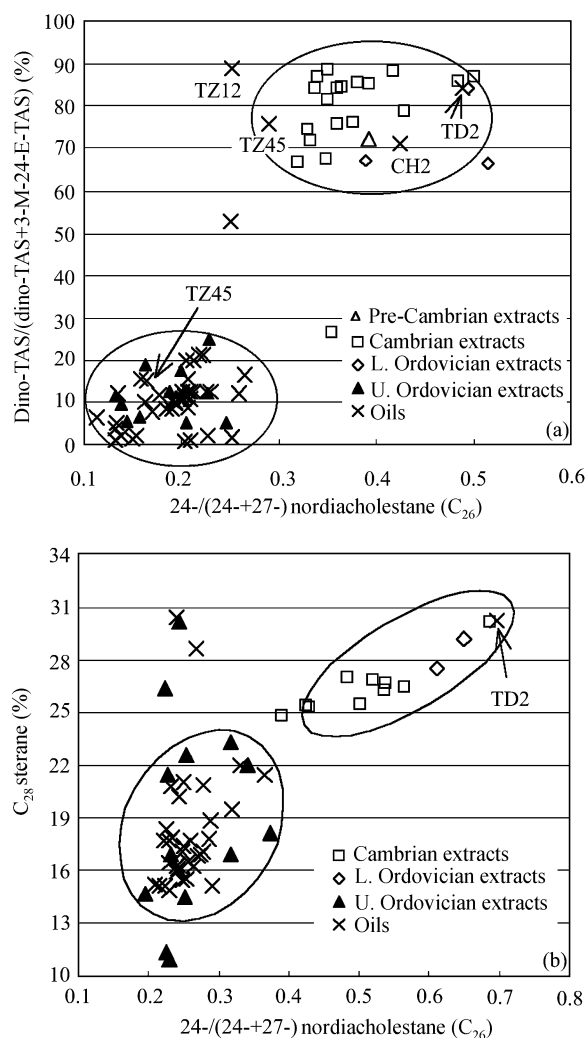 Dino-TAS/(dino-TAS+3-M-24-E-TAS) (%)
100
90
80
70
60
50
40
30
20
10
0
TZ12
TZ45
TD2
CH2
TZ45
Pre-Cambrian extracts
Cambrian extracts
L. Ordovician extracts
U. Ordovician extracts
Oils
(a)
0.1 0.2 0.3 0.4 0.5 0.6
24-/(24-+27-) nordiacholestane (C₂₆)
C₂₈ sterane (%)
34
31
28
25
22
19
16
13
10
TD2
Cambrian extracts
L. Ordovician extracts
U. Ordovician extracts
Oils
(b)
0.1 0.2 0.3 0.4 0.5 0.6 0.7 0.8
24-/(24-+27-) nordiacholestane (C₂₆)